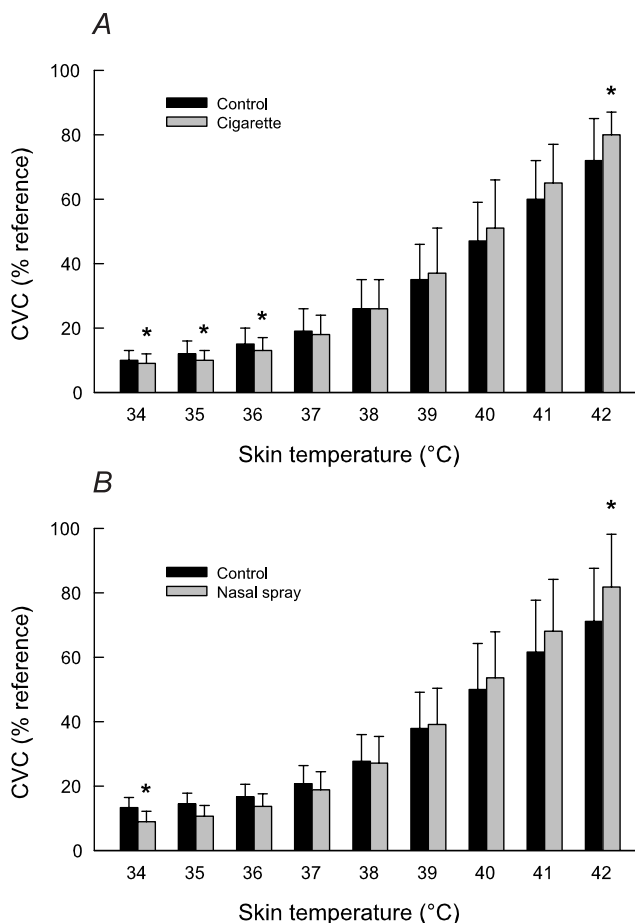 A
100
80
60
40
20
0
CVC (% reference)
Control
Cigarette
*
*
*
*
34 35 36 37 38 39 40 41 42
Skin temperature (°C)
B
100
80
60
40
20
0
CVC (% reference)
Control
Nasal spray
*
*
34 35 36 37 38 39 40 41 42
Skin temperature (°C)